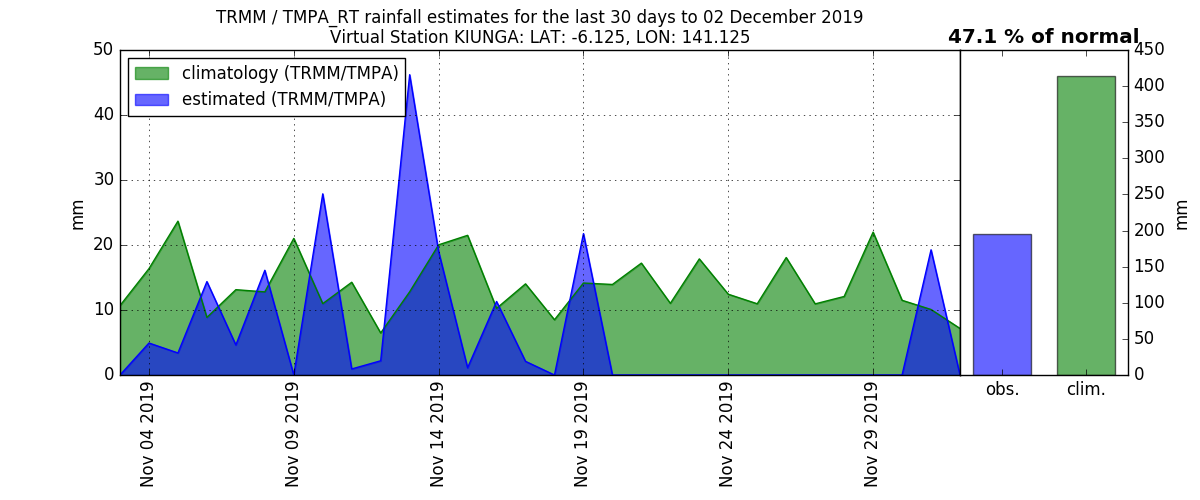 TRMM / TMPA_RT rainfall estimates for the last 30 days to 02 December 2019
Virtual Station KIUNGA: LAT: -6.125, LON: 141.125
47.1 % of normal
climatology (TRMM/TMPA)
estimated (TRMM/TMPA)
50
40
30
20
10
0
mm
Nov 04 2019
Nov 09 2019
Nov 14 2019
Nov 19 2019
Nov 24 2019
Nov 29 2019
450
400
350
300
250
200
150
100
50
0
mm
obs.
clim.